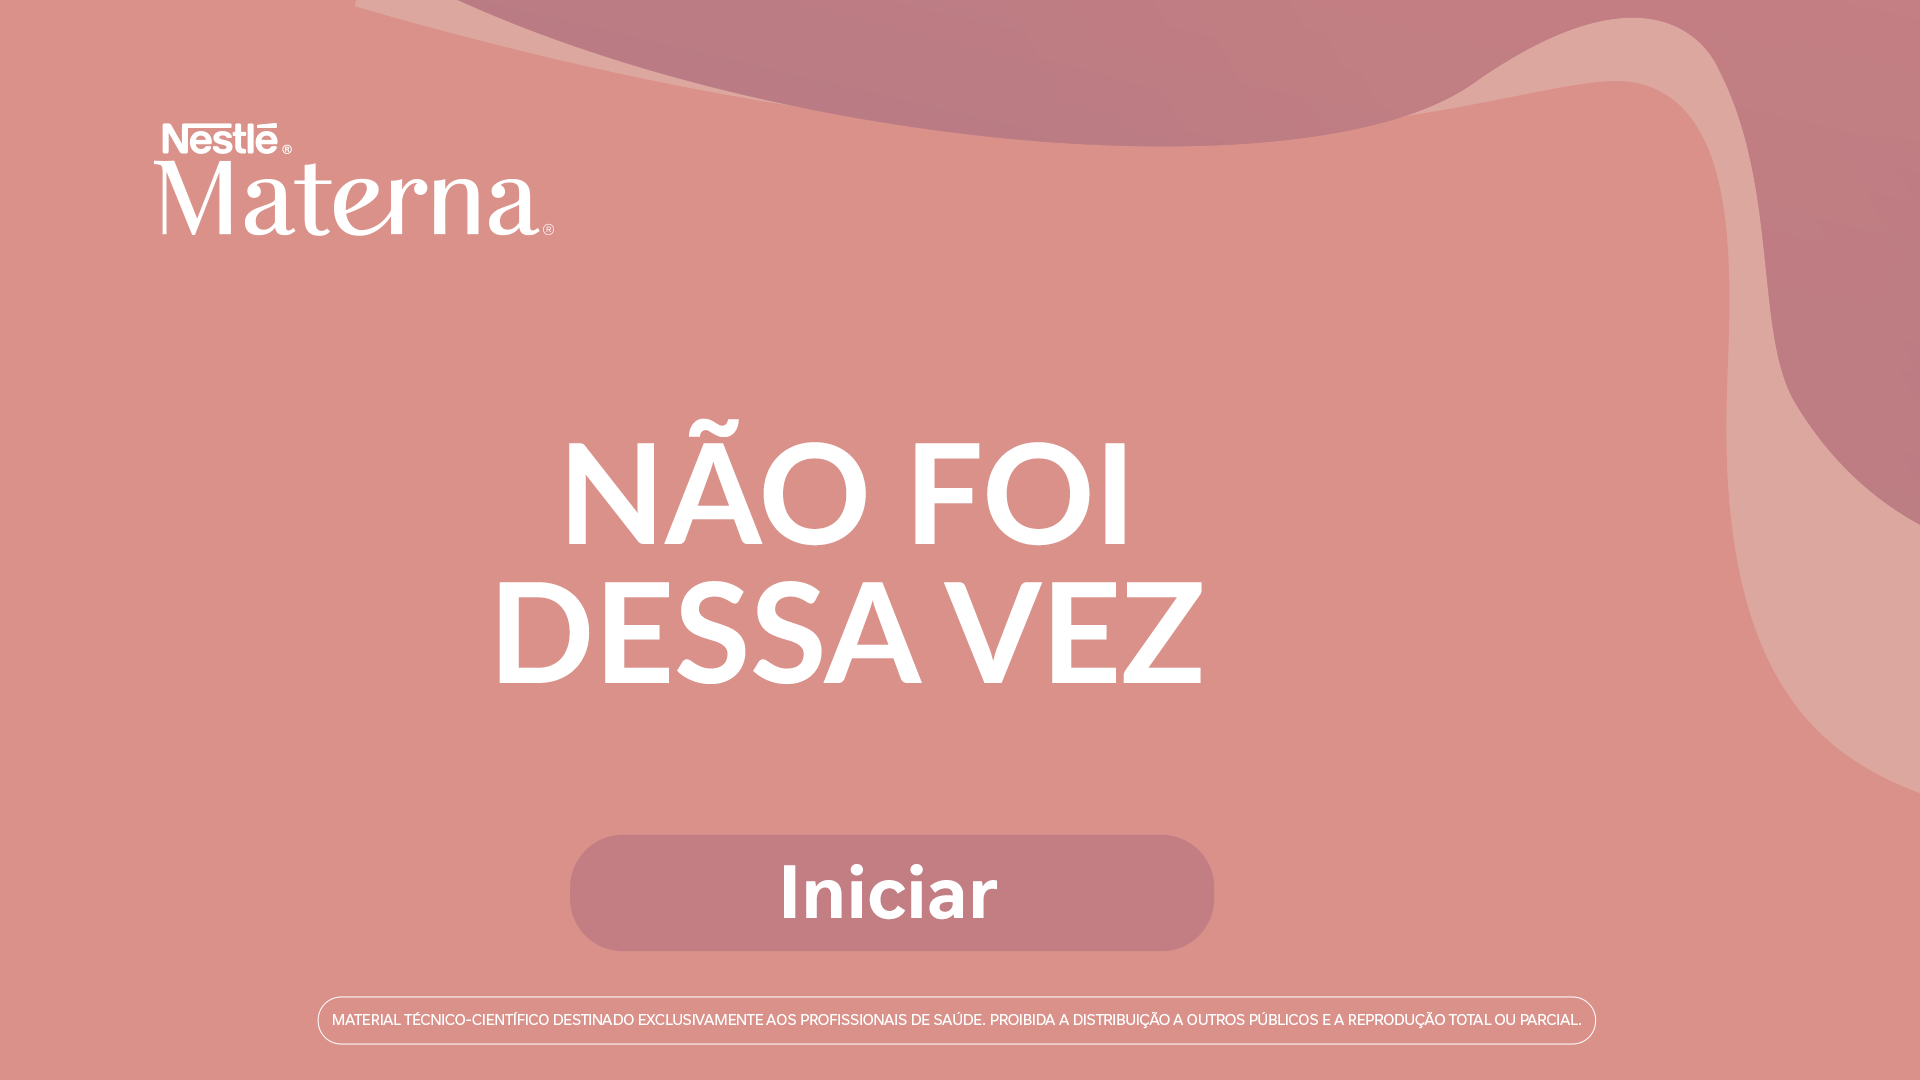 Nestlé®
Materna®
NÃO FOI
DESSA VEZ
Iniciar
MATERIAL TÉCNICO-CIENTÍFICO DESTINADO EXCLUSIVAMENTE AOS PROFISSIONAIS DE SAÚDE. PROIBIDA A DISTRIBUIÇÃO A OUTROS PÚBLICOS E A REPRODUÇÃO TOTAL OU PARCIAL.